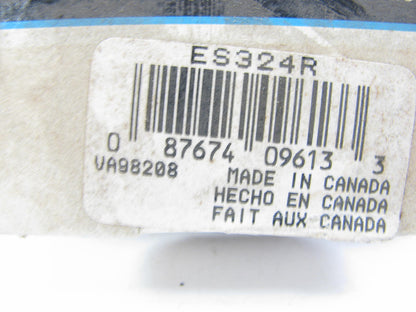 ES324R
0 87674 09613 3
VA98208
MADE IN CANADA
HECHO EN CANADA
FAIT AUX CANADA